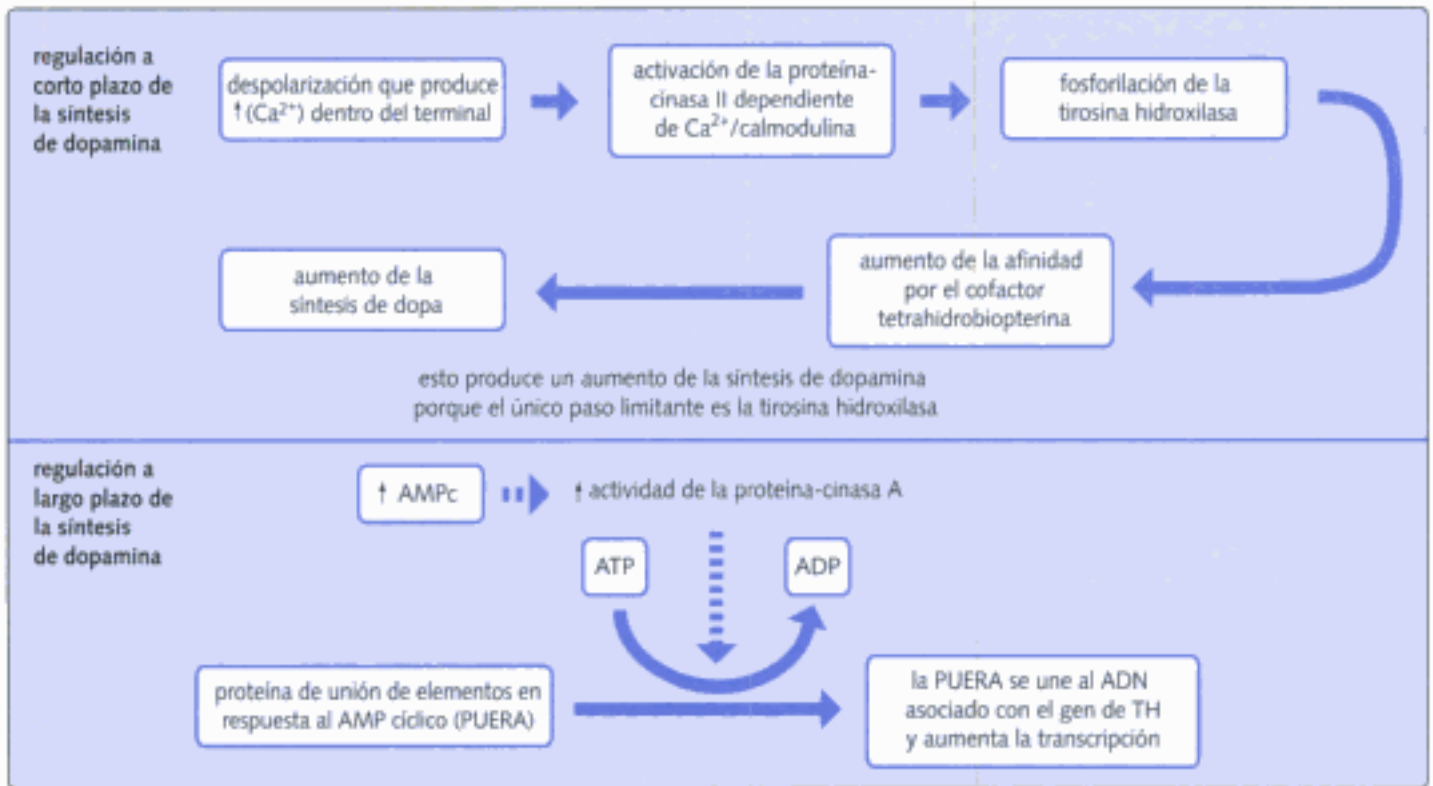 regulación a
corto plazo de
la síntesis
de dopamina
despolarización que produce
↑(Ca²⁺) dentro del terminal
activación de la proteína-
cinasa II dependiente
de Ca²⁺/calmodulina
fosforilación de la
tirosina hidroxilasa
aumento de la afinidad
por el cofactor
tetrahidrobiopterina
aumento de la
síntesis de dopa
esto produce un aumento de la síntesis de dopamina
porque el único paso limitante es la tirosina hidroxilasa
regulación a
largo plazo de
la síntesis
de dopamina
↑ AMPc
↑ actividad de la proteína-cinasa A
ATP
ADP
proteína de unión de elementos en
respuesta al AMP cíclico (PUERA)
la PUERA se une al ADN
asociado con el gen de TH
y aumenta la transcripción